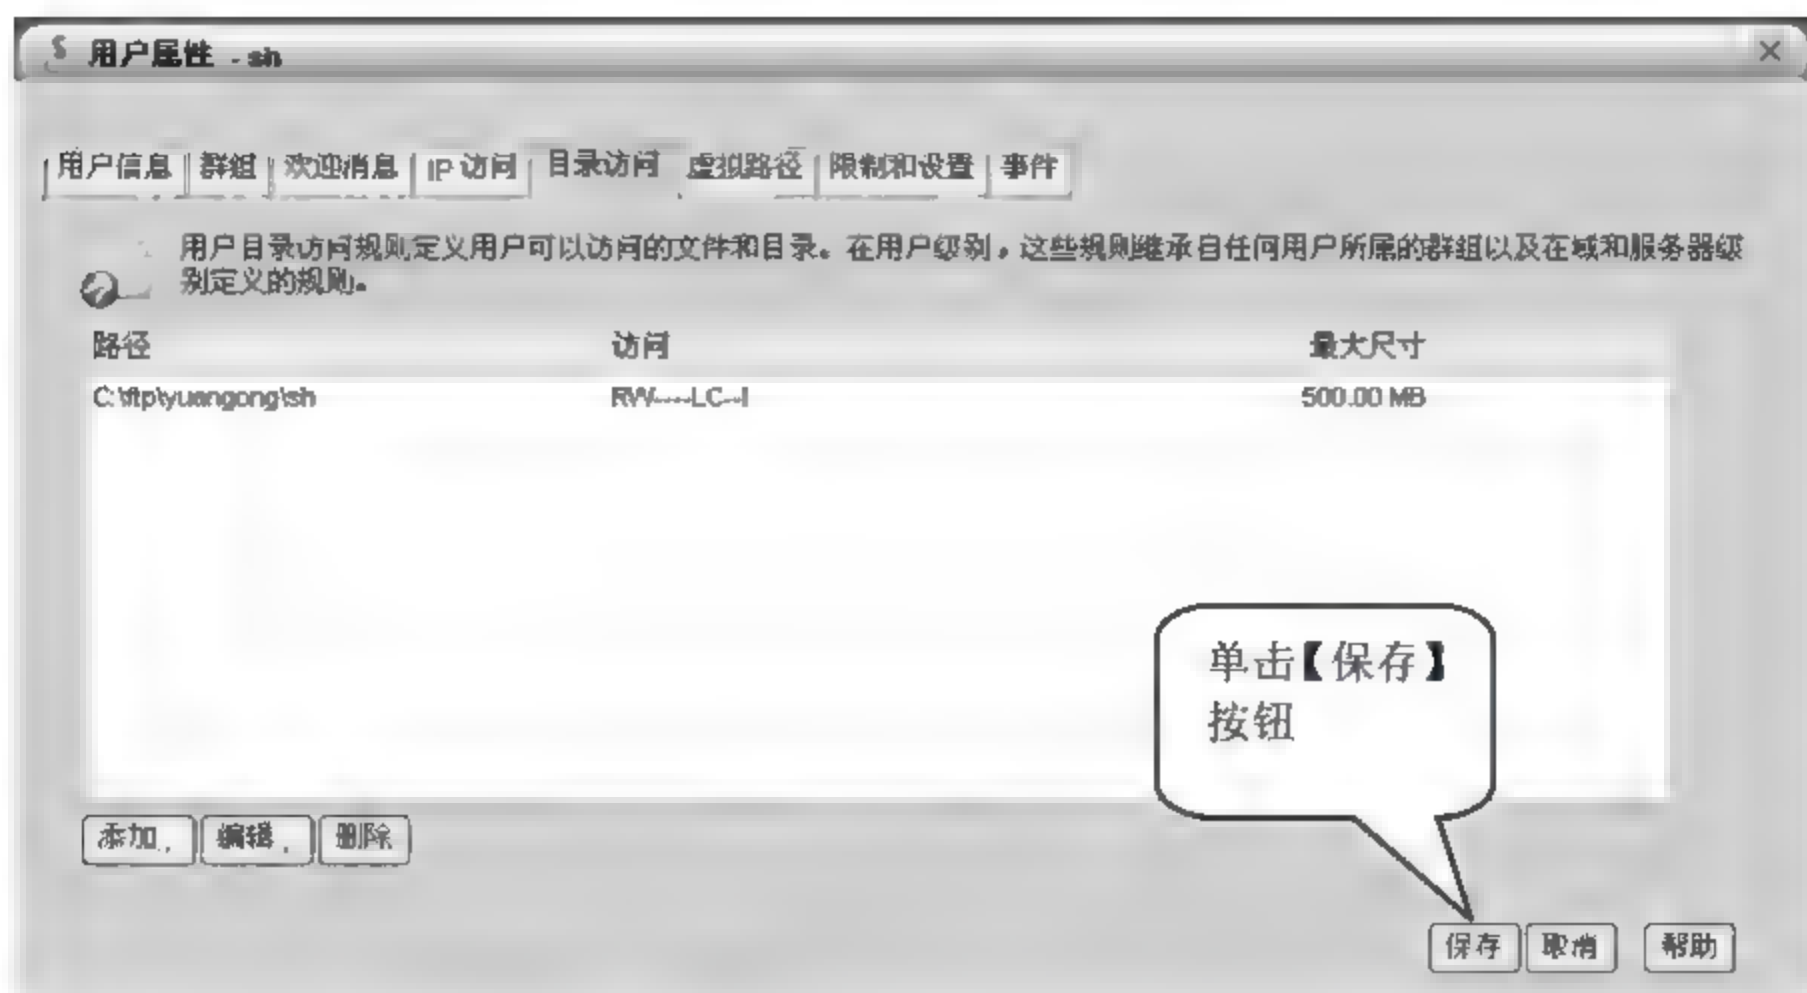 用户属性 - sh
用户信息 群组 欢迎消息 IP 访问 目录访问 虚拟路径 限制和设置 事件
用户目录访问规则定义用户可以访问的文件和目录。在用户级别，这些规则继承自任何用户所属的群组以及在域和服务器级
别定义的规则。
路径 访问 最大尺寸
C:\ftp\yuangong\sh RW----LC--I 500.00 MB
单击【保存】
按钮
添加. 编辑. 删除
保存 取消 帮助